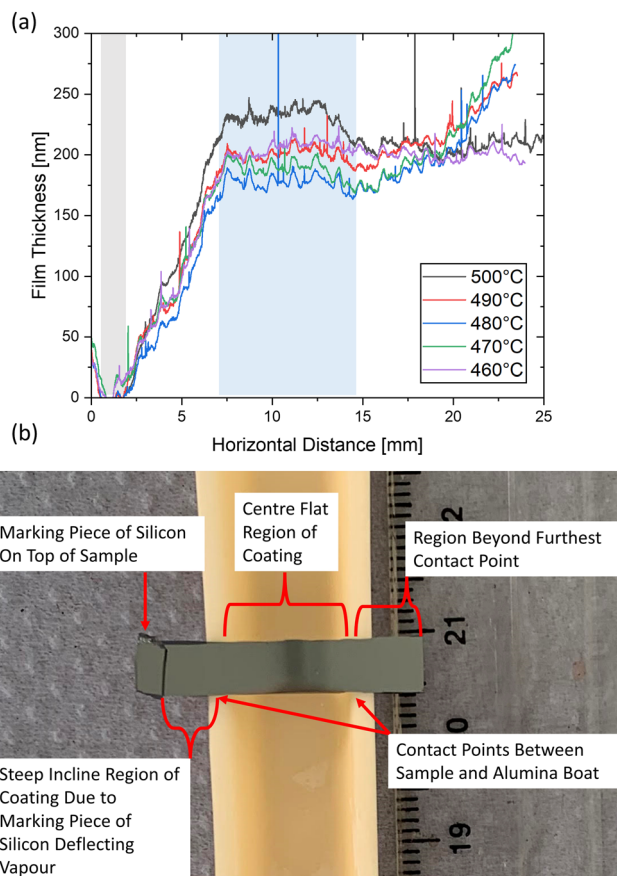 (a)
300
250
200
150
100
50
0
Film Thickness [nm]
500°C
490°C
480°C
470°C
460°C
0 5 10 15 20 25
Horizontal Distance [mm]
(b)
Marking Piece of Silicon
On Top of Sample
Centre Flat
Region of
Coating
Region Beyond Furthest
Contact Point
2
21
0
19
Steep Incline Region of
Coating Due to
Marking Piece of
Silicon Deflecting
Vapour
Contact Points Between
Sample and Alumina Boat